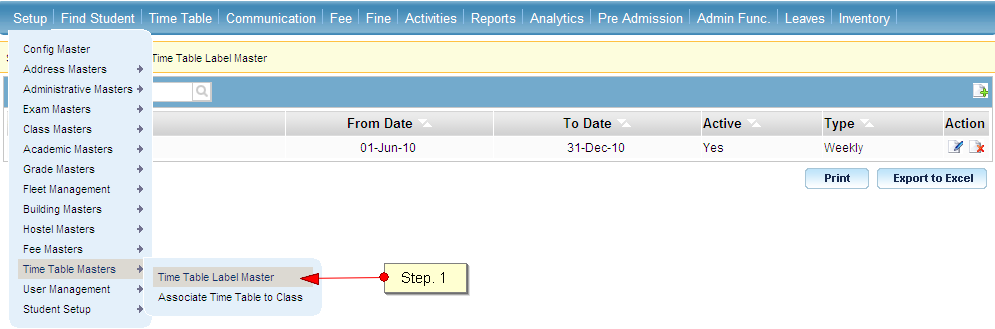 Setup Find Student Time Table Communication Fee Fine Activities Reports Analytics Pre Admission Admin Func. Leaves Inventory
Time Table Label Master
From Date To Date Active Type Action
01-Jun-10 31-Dec-10 Yes Weekly
Print Export to Excel
Config Master
Address Masters
Administrative Masters
Exam Masters
Class Masters
Academic Masters
Grade Masters
Fleet Management
Building Masters
Hostel Masters
Fee Masters
Time Table Masters
User Management
Student Setup
Time Table Label Master
Associate Time Table to Class
Step. 1